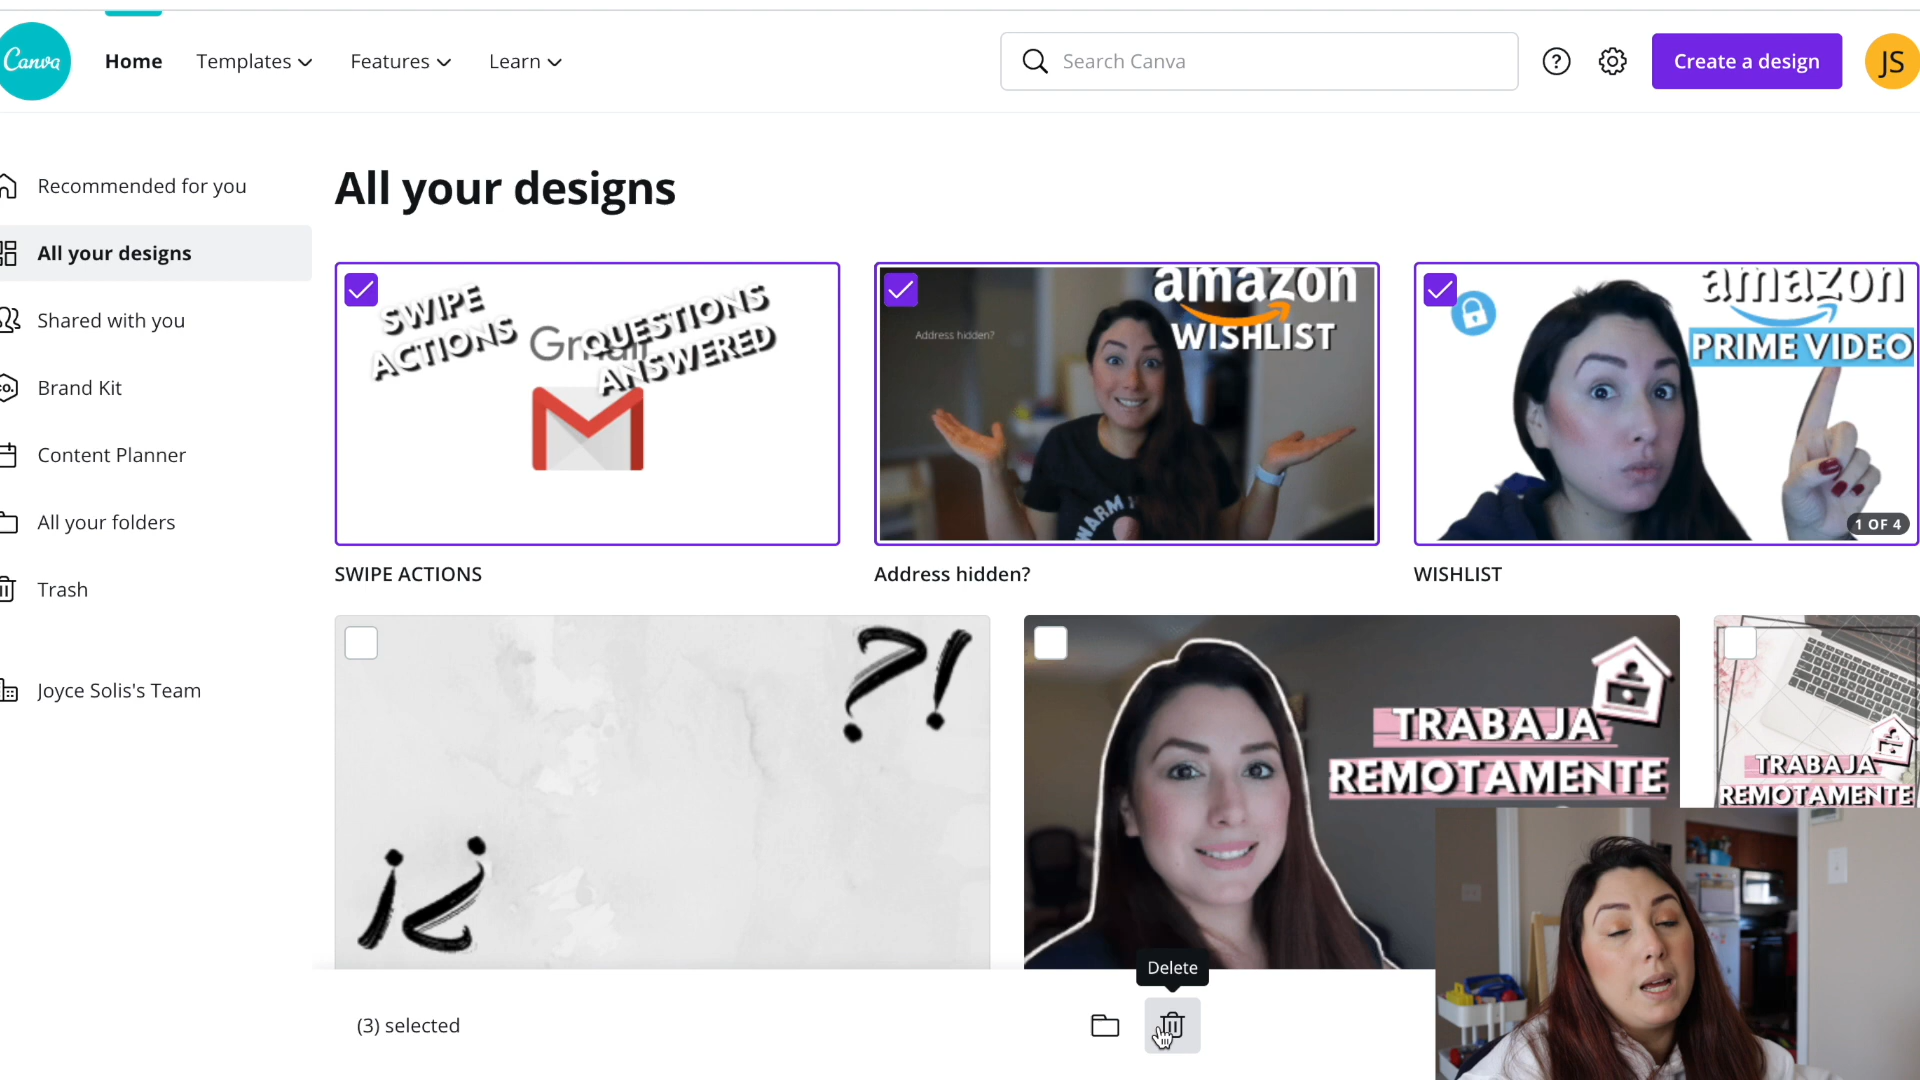 Canva
Home
Templates
Features
Learn
Search Canva
?
Create a design
JS
Recommended for you
All your designs
Shared with you
Brand Kit
Content Planner
All your folders
Trash
Joyce Solis's Team
All your designs
SWIPE
ACTIONS
Gmail
QUESTIONS
ANSWERED
SWIPE ACTIONS
amazon
WISHLIST
Address hidden?
WARM
Address hidden?
amazon
PRIME VIDEO
1 OF 4
WISHLIST
?!
¡¿
TRABAJA
REMOTAMENTE
TRABAJA
REMOTAMENTE
Delete
(3) selected